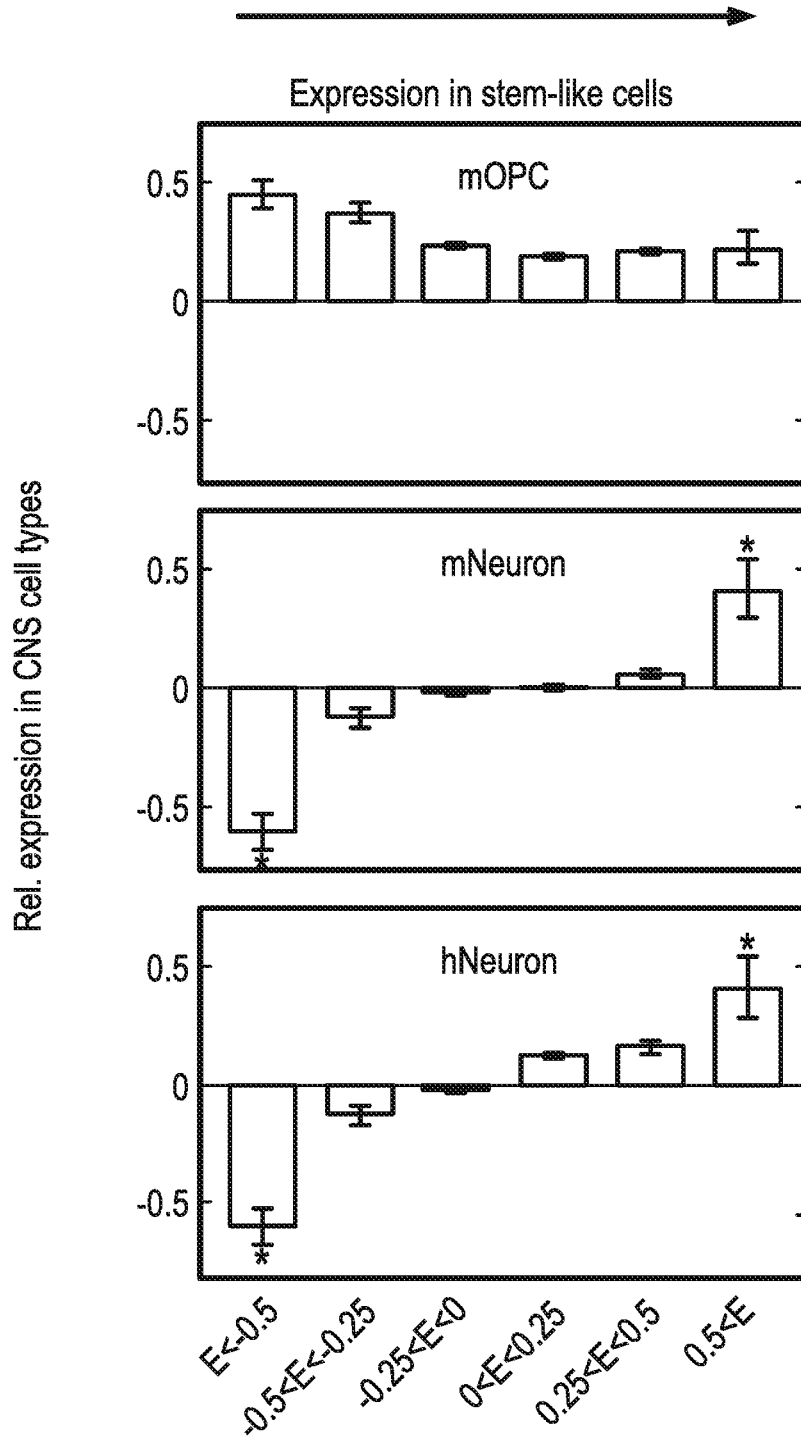 Expression in stem-like cells
mOPC
0.5
0
-0.5
Rel. expression in CNS cell types
mNeuron
*
0.5
0
-0.5
*
hNeuron
*
0.5
0
-0.5
*
E<-0.5
-0.5<E<-0.25
-0.25<E<0
0<E<0.25
0.25<E<0.5
0.5<E